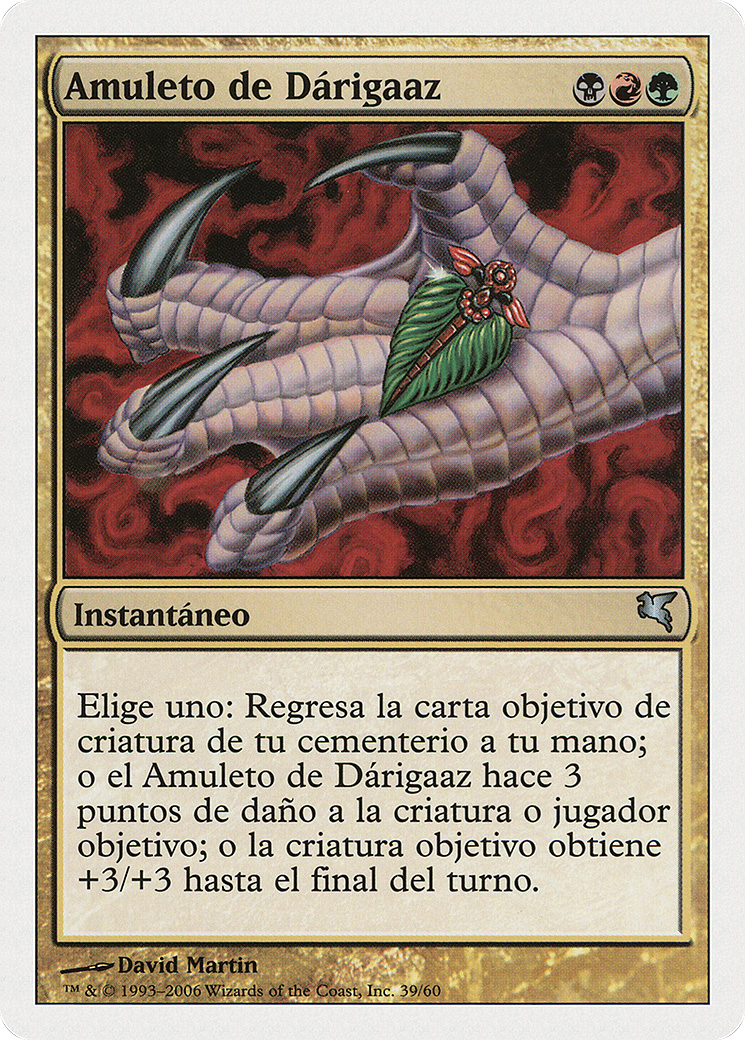 Amuleto de Dárigaaz
Instantáneo
Elige uno: Regresa la carta objetivo de
criatura de tu cementerio a tu mano;
o el Amuleto de Dárigaaz hace 3
puntos de daño a la criatura o jugador
objetivo; o la criatura objetivo obtiene
+3/+3 hasta el final del turno.
David Martin
™ & © 1993–2006 Wizards of the Coast, Inc. 39/60